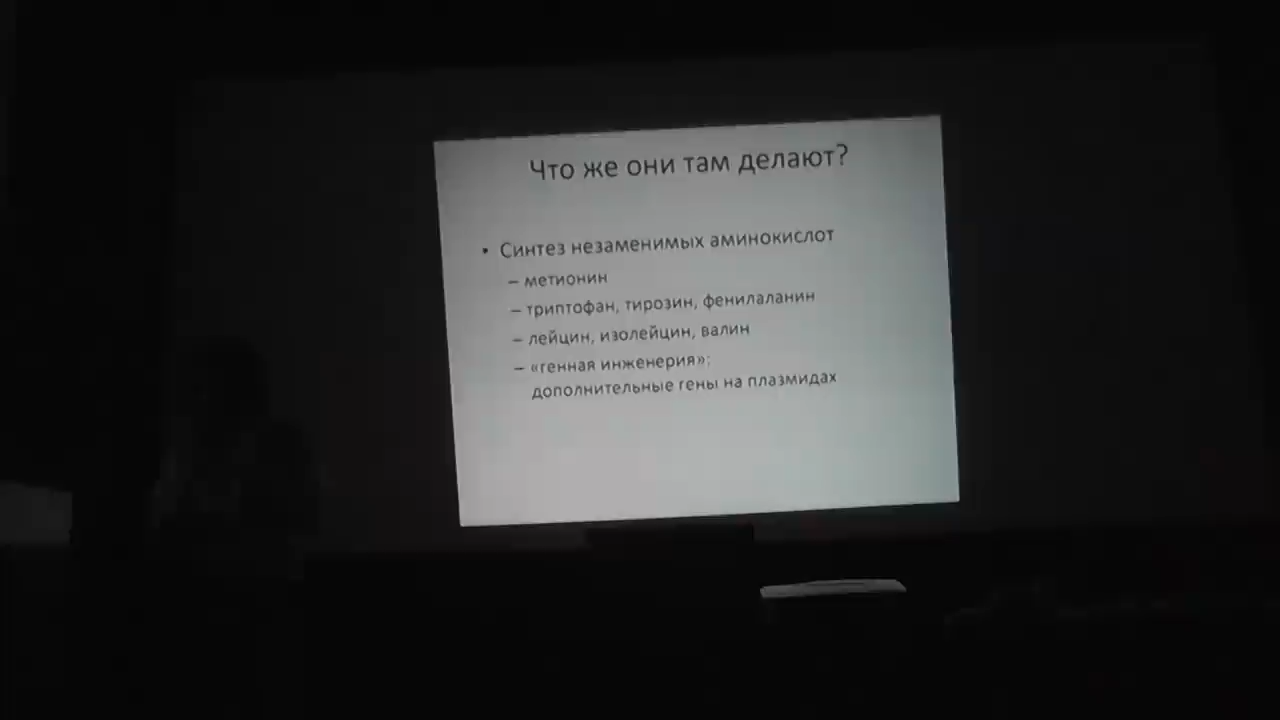 Что же они там делают?
• Синтез незаменимых аминокислот
– метионин
– триптофан, тирозин, фенилаланин
– лейцин, изолейцин, валин
– «генная инженерия»:
дополнительные гены на плазмидах